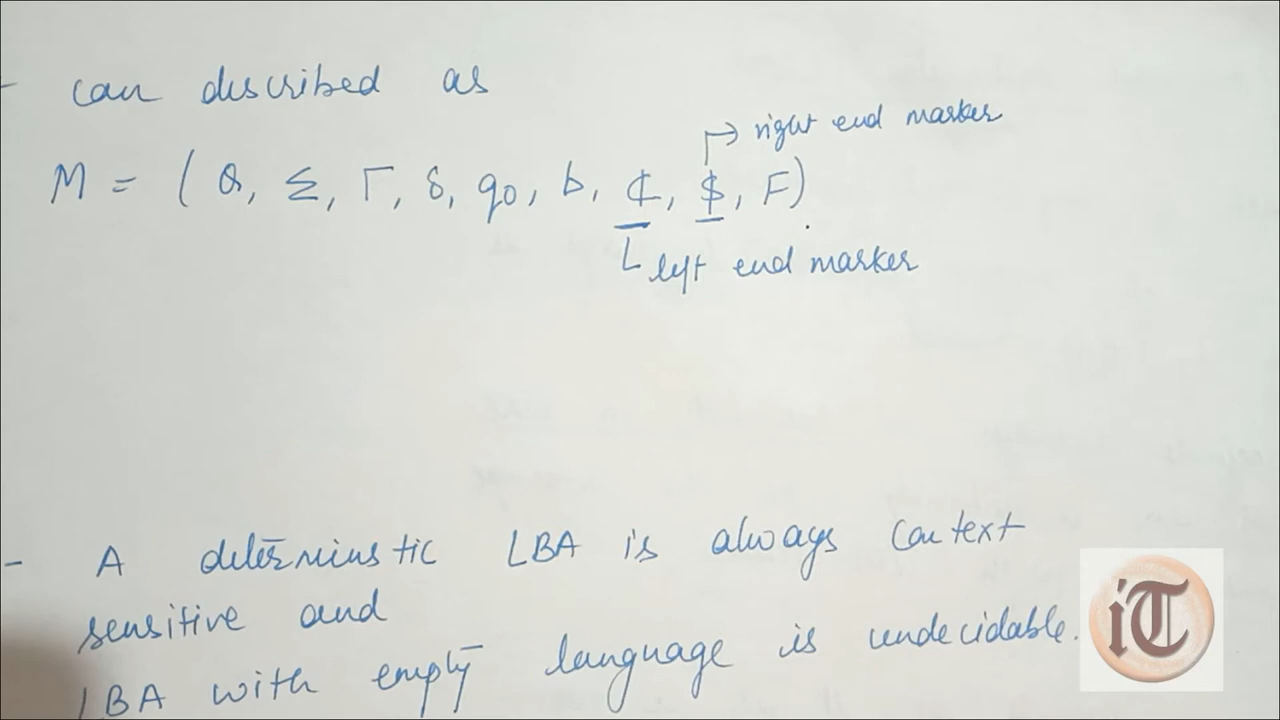 - can described as
→ right end marker
M = ( Q, Σ, Γ, δ, q0, b, ₵, $, F)
left end marker
- A deterministic LBA is always context
sensitive and
LBA with empty language is undecidable.
iT